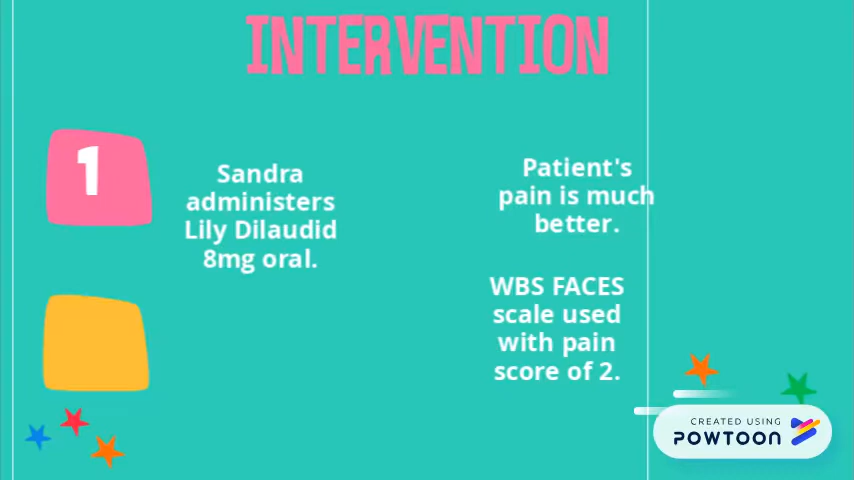 INTERVENTION
1
Sandra
administers
Lily Dilaudid
8mg oral.
Patient's
pain is much
better.
WBS FACES
scale used
with pain
score of 2.
CREATED USING
POWTOON